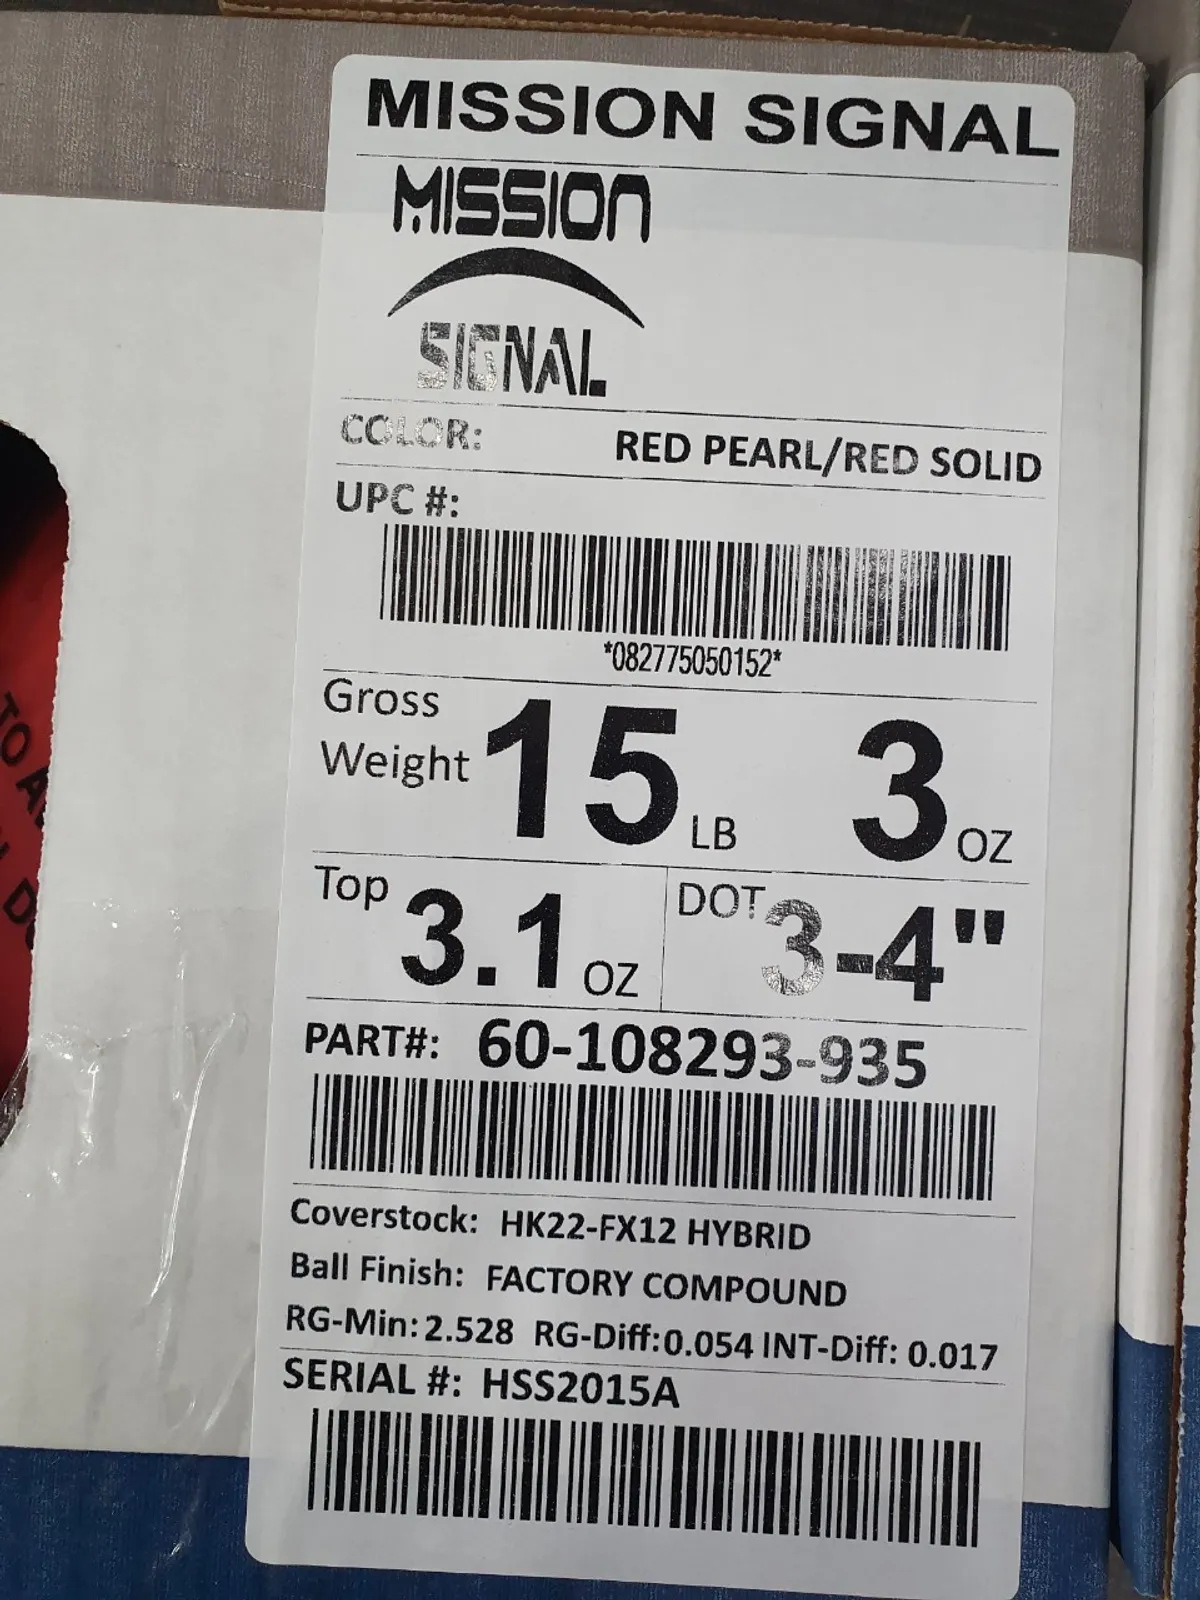 MISSION SIGNAL
MISSION
SIGNAL
COLOR: RED PEARL/RED SOLID
UPC #:
*082775050152*
Gross Weight 15 LB 3 OZ
Top 3.1 OZ DOT 3-4"
PART#: 60-108293-935
Coverstock: HK22-FX12 HYBRID
Ball Finish: FACTORY COMPOUND
RG-Min: 2.528 RG-Diff: 0.054 INT-Diff: 0.017
SERIAL #: HSS2015A
TO